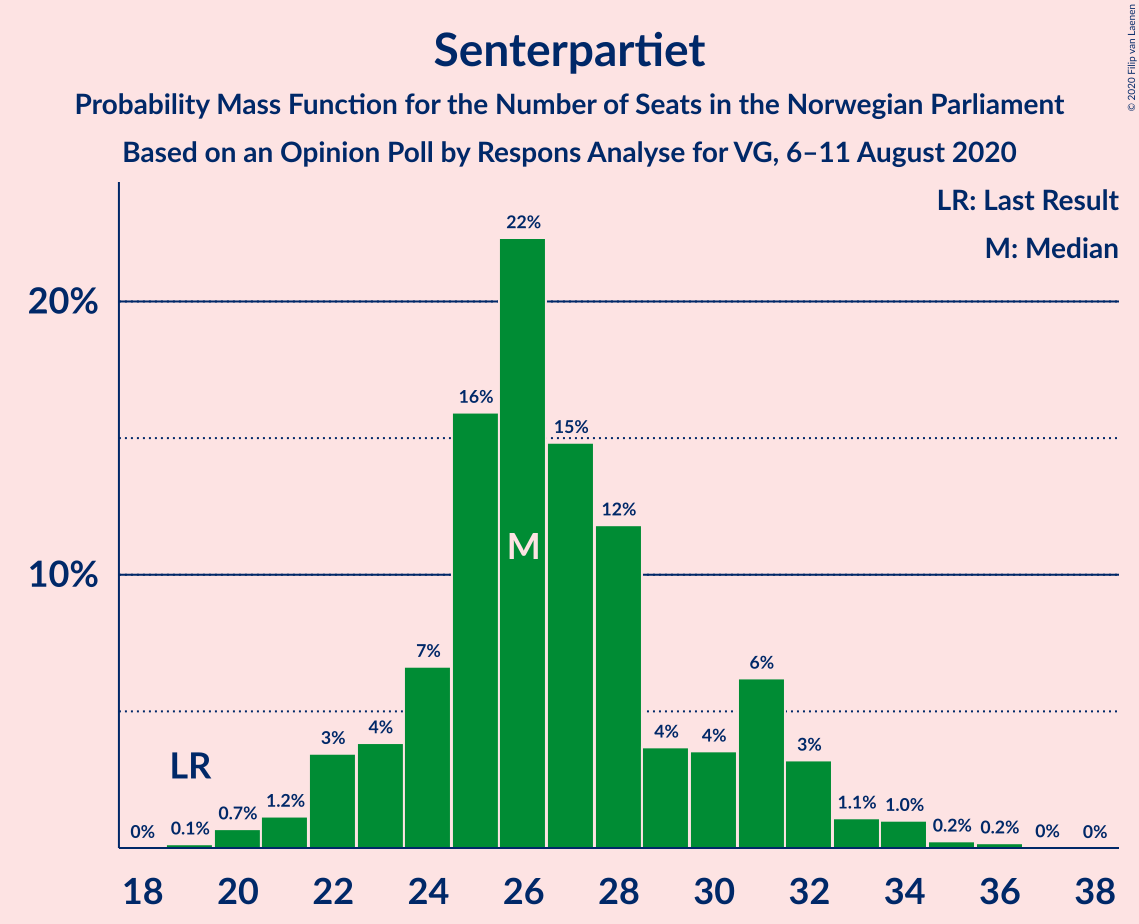 Senterpartiet
Probability Mass Function for the Number of Seats in the Norwegian Parliament
Based on an Opinion Poll by Respons Analyse for VG, 6–11 August 2020
© 2020 Filip van Laenen
LR: Last Result
M: Median
20%
10%
0%
0.1%
0.7%
1.2%
3%
4%
7%
16%
22%
15%
12%
4%
4%
6%
3%
1.1%
1.0%
0.2%
0.2%
0%
0%
LR
M
18 20 22 24 26 28 30 32 34 36 38